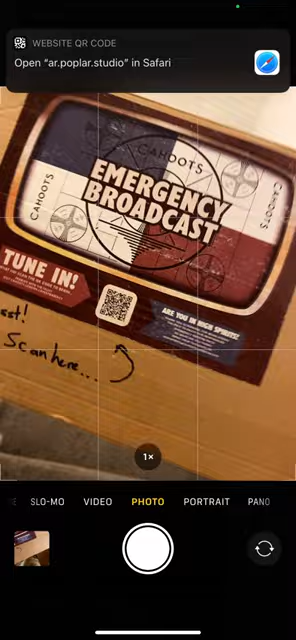 WEBSITE QR CODE
Open “ar.poplar.studio” in Safari
CAHOOTS
CAHOOTS
CAHOOTS
EMERGENCY
BROADCAST
TUNE IN!
ARE YOU IN HIGH SPIRITS?
Scan here...
1×
SLO-MO
VIDEO
PHOTO
PORTRAIT
PANO